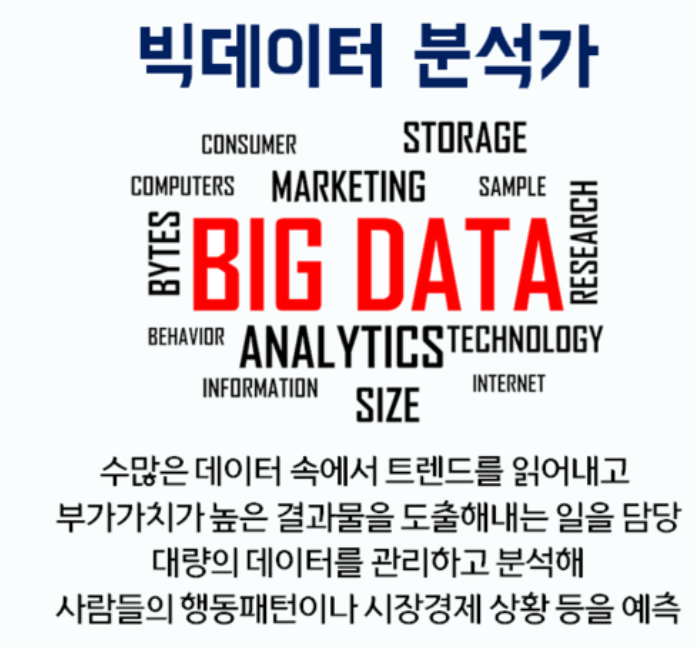 빅데이터 분석가
CONSUMER STORAGE
COMPUTERS MARKETING SAMPLE
BYTES BIG DATA RESEARCH
BEHAVIOR ANALYTICS TECHNOLOGY
INFORMATION SIZE INTERNET
수많은 데이터 속에서 트렌드를 읽어내고
부가가치가 높은 결과물을 도출해내는 일을 담당
대량의 데이터를 관리하고 분석해
사람들의 행동패턴이나 시장경제 상황 등을 예측